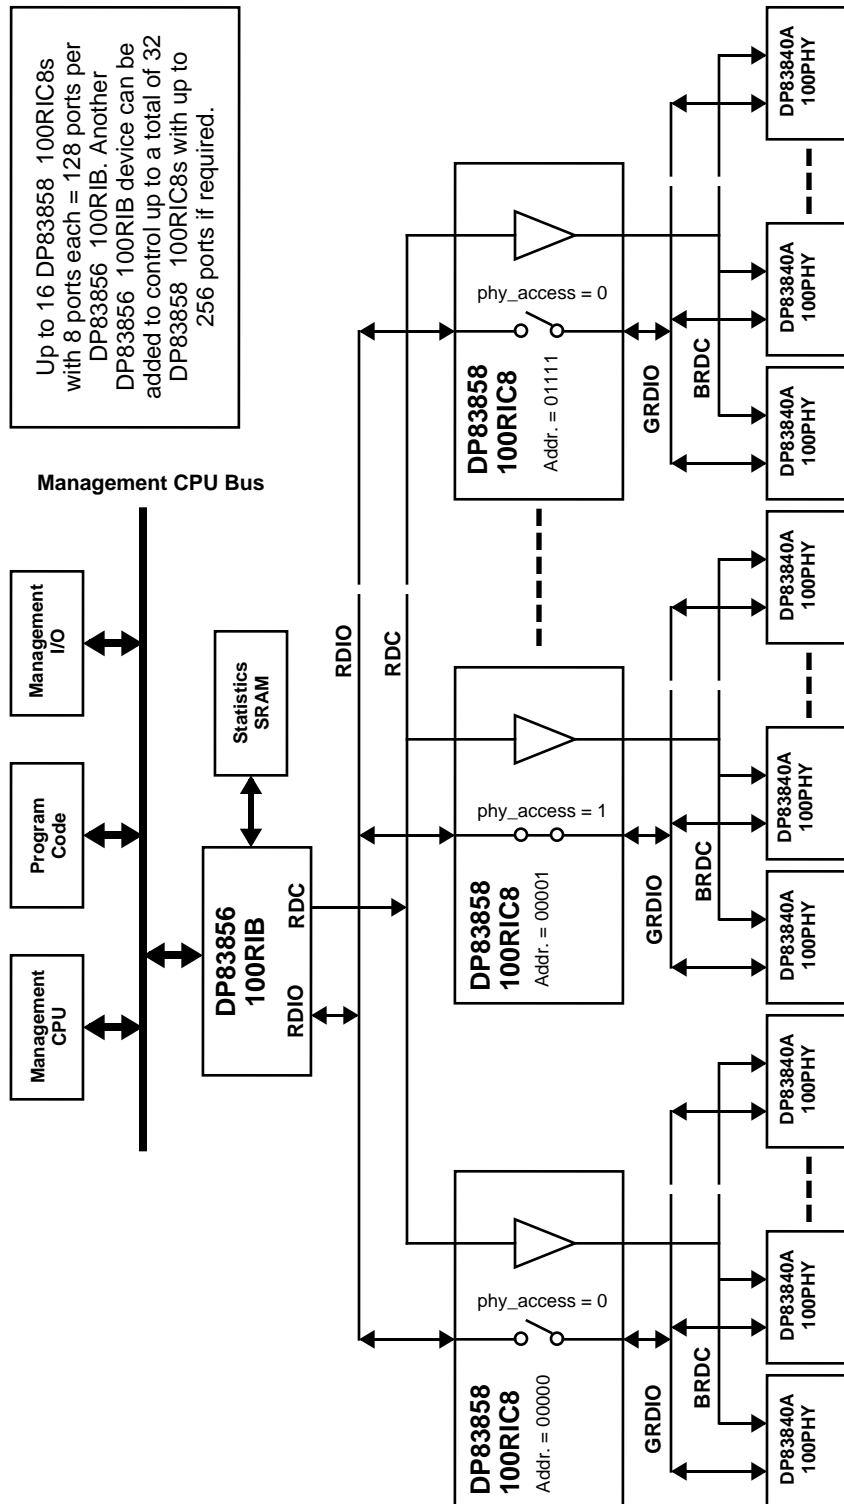 Up to 16 DP83858 100RIC8s
with 8 ports each = 128 ports per
DP83856 100RIB. Another
DP83856 100RIB device can be
added to control up to a total of 32
DP83858 100RIC8s with up to
256 ports if required.
Management CPU Bus
Management
CPU
Program
Code
Management
I/O
DP83856
100RIB
RDIO
RDC
Statistics
SRAM
RDIO
RDC
DP83858
100RIC8
Addr. = 00000
phy_access = 0
DP83858
100RIC8
Addr. = 00001
phy_access = 1
DP83858
100RIC8
Addr. = 01111
phy_access = 0
GRDIO
BRDC
GRDIO
BRDC
GRDIO
BRDC
DP83840A
100PHY
DP83840A
100PHY
DP83840A
100PHY
DP83840A
100PHY
DP83840A
100PHY
DP83840A
100PHY
DP83840A
100PHY
DP83840A
100PHY
DP83840A
100PHY